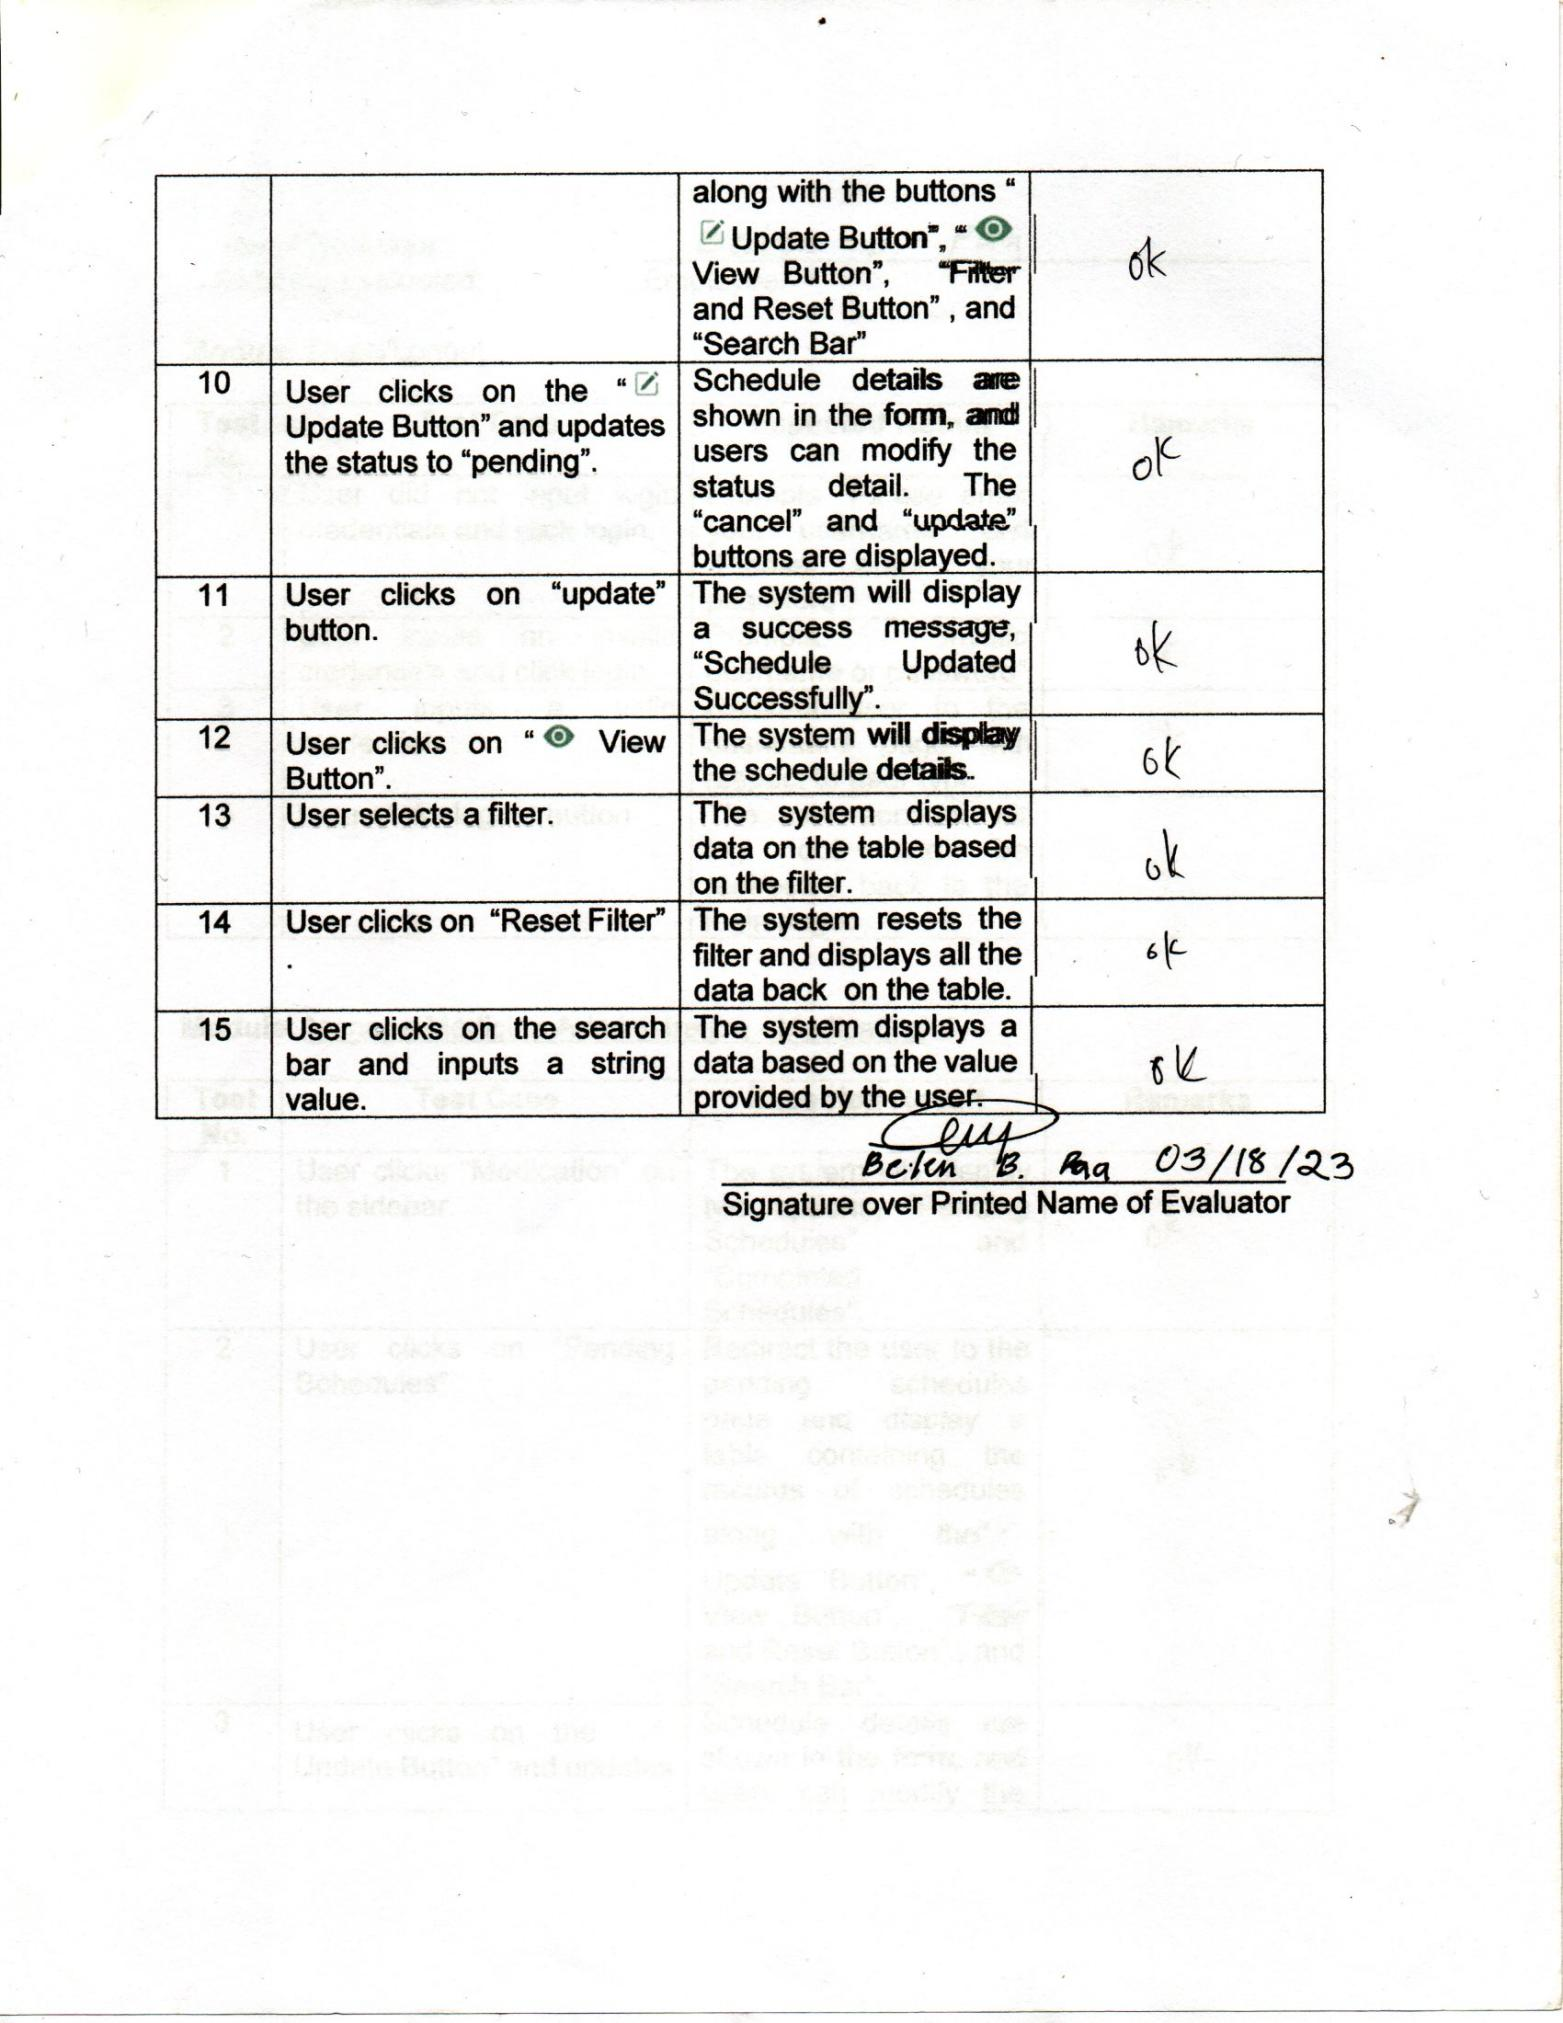 along with the buttons “
Update Button”, “
View Button”, “Filter
and Reset Button” , and
“Search Bar”
ok
10
User clicks on the “
Update Button” and updates
the status to “pending”.
Schedule details are
shown in the form, and
users can modify the
status detail. The
“cancel” and “update”
buttons are displayed.
ok
11
User clicks on “update”
button.
The system will display
a success message,
“Schedule Updated
Successfully”.
ok
12
User clicks on “ View
Button”.
The system will display
the schedule details.
ok
13
User selects a filter.
The system displays
data on the table based
on the filter.
ok
14
User clicks on “Reset Filter”
.
The system resets the
filter and displays all the
data back on the table.
ok
15
User clicks on the search
bar and inputs a string
value.
The system displays a
data based on the value
provided by the user.
ok
Belen B. 03/18/23
Signature over Printed Name of Evaluator